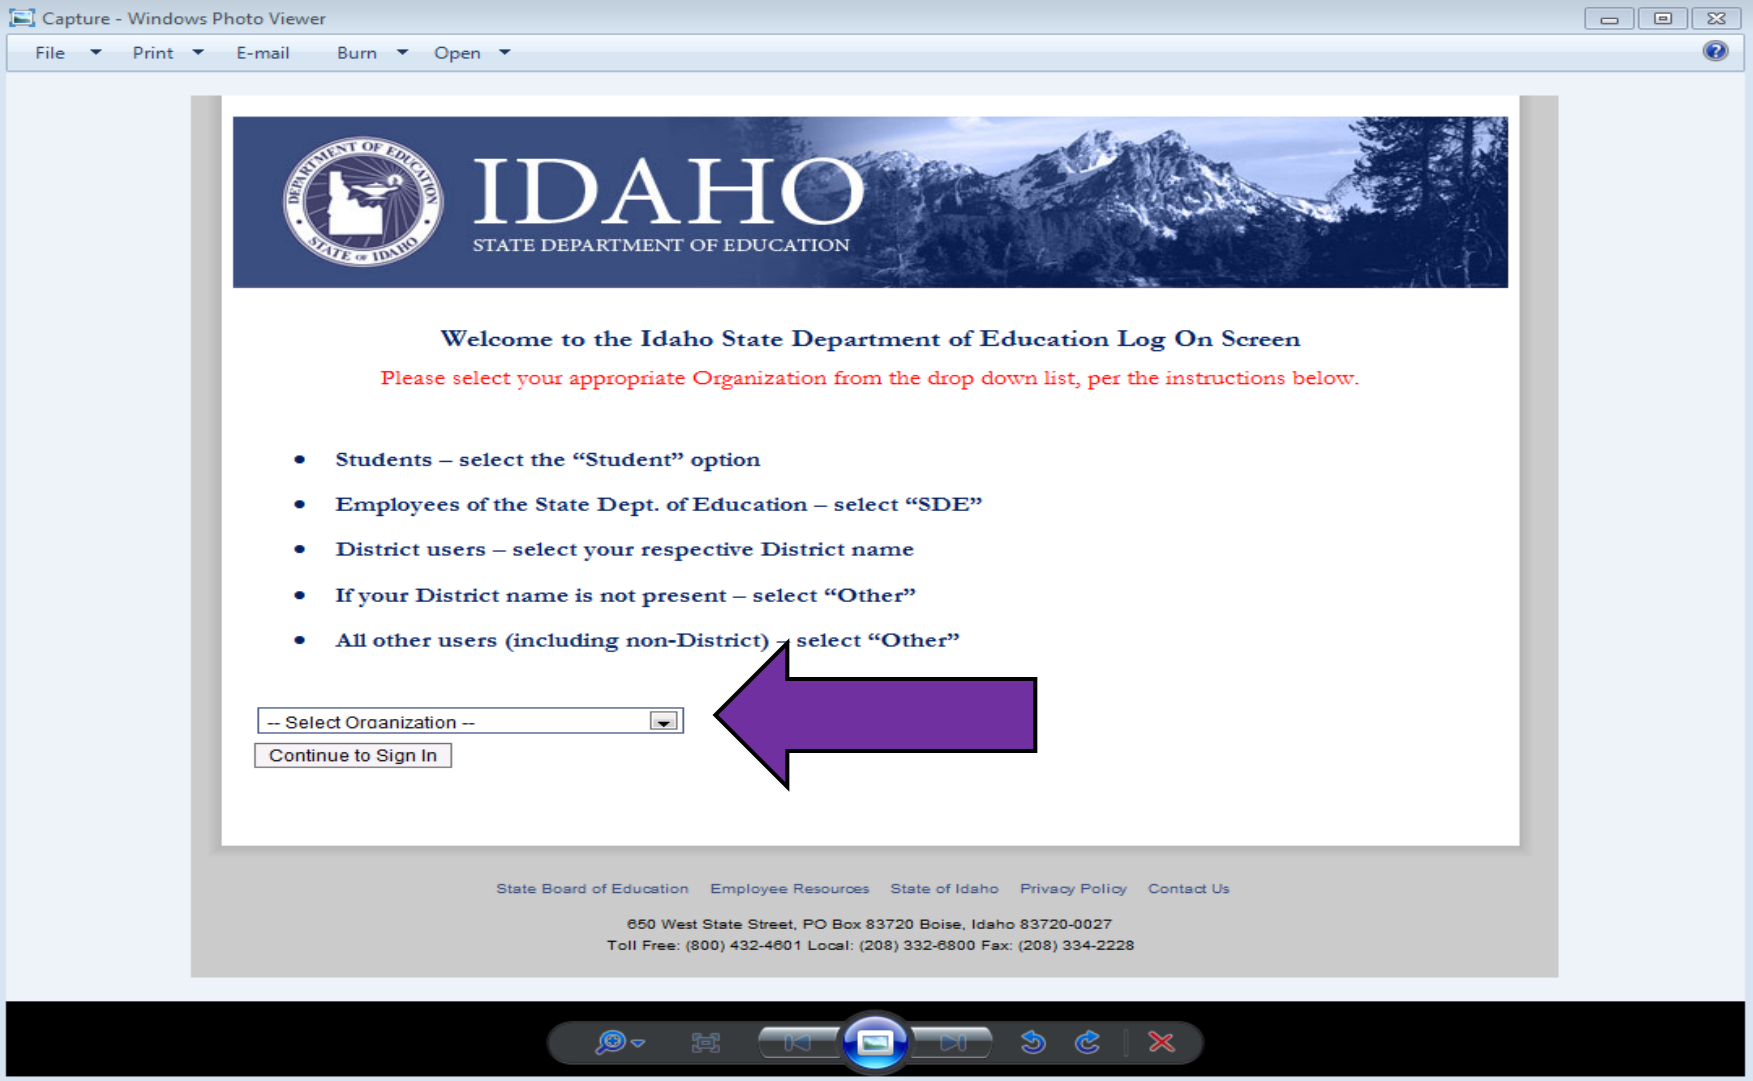 Capture - Windows Photo Viewer
File Print E-mail Burn Open
DEPARTMENT OF EDUCATION
STATE OF IDAHO
IDAHO
STATE DEPARTMENT OF EDUCATION
Welcome to the Idaho State Department of Education Log On Screen
Please select your appropriate Organization from the drop down list, per the instructions below.
• Students – select the “Student” option
• Employees of the State Dept. of Education – select “SDE”
• District users – select your respective District name
• If your District name is not present – select “Other”
• All other users (including non-District) – select “Other”
-- Select Organization --
Continue to Sign In
State Board of Education Employee Resources State of Idaho Privacy Policy Contact Us
650 West State Street, PO Box 83720 Boise, Idaho 83720-0027
Toll Free: (800) 432-4601 Local: (208) 332-6800 Fax: (208) 334-2228